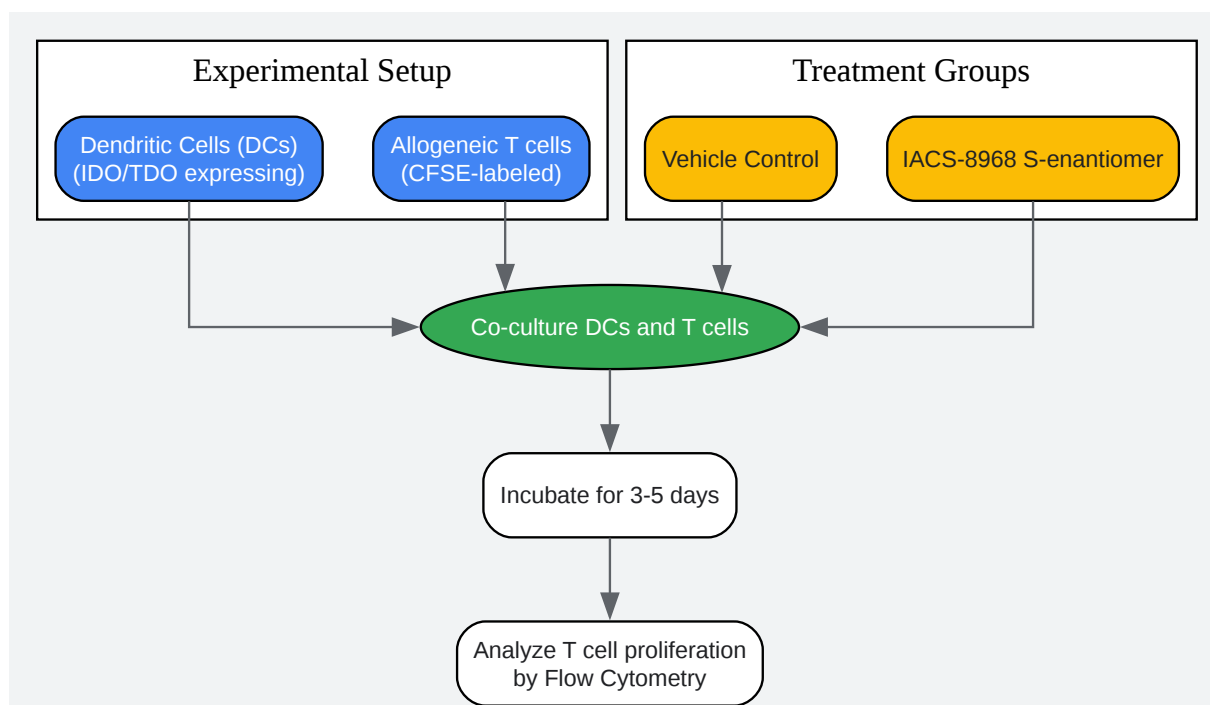 Experimental Setup
Treatment Groups
Dendritic Cells (DCs)
(IDO/TDO expressing)
Allogeneic T cells
(CFSE-labeled)
Vehicle Control
IACS-8968 S-enantiomer
Co-culture DCs and T cells
Incubate for 3-5 days
Analyze T cell proliferation
by Flow Cytometry